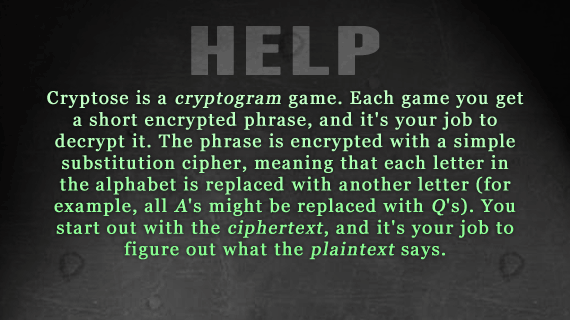 HELP
Cryptose is a cryptogram game. Each game you get
a short encrypted phrase, and it's your job to
decrypt it. The phrase is encrypted with a simple
substitution cipher, meaning that each letter in
the alphabet is replaced with another letter (for
example, all A's might be replaced with Q's). You
start out with the ciphertext, and it's your job to
figure out what the plaintext says.